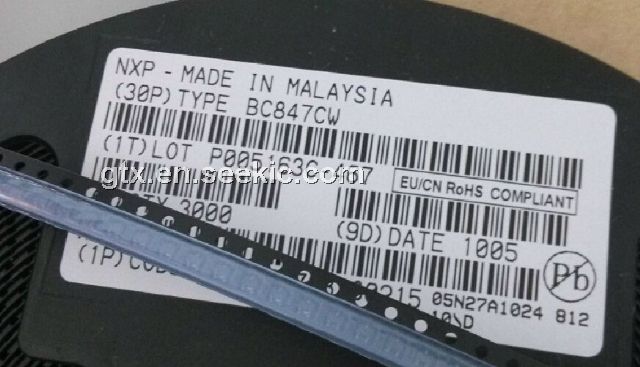 NXP - MADE IN MALAYSIA
(30P)TYPE BC847CW
(1T)LOT
EU/CN RoHS COMPLIANT
gtx.en.seekic.com
3000
(9D)DATE 1005
Pb
(1P)
05N27A1024 812